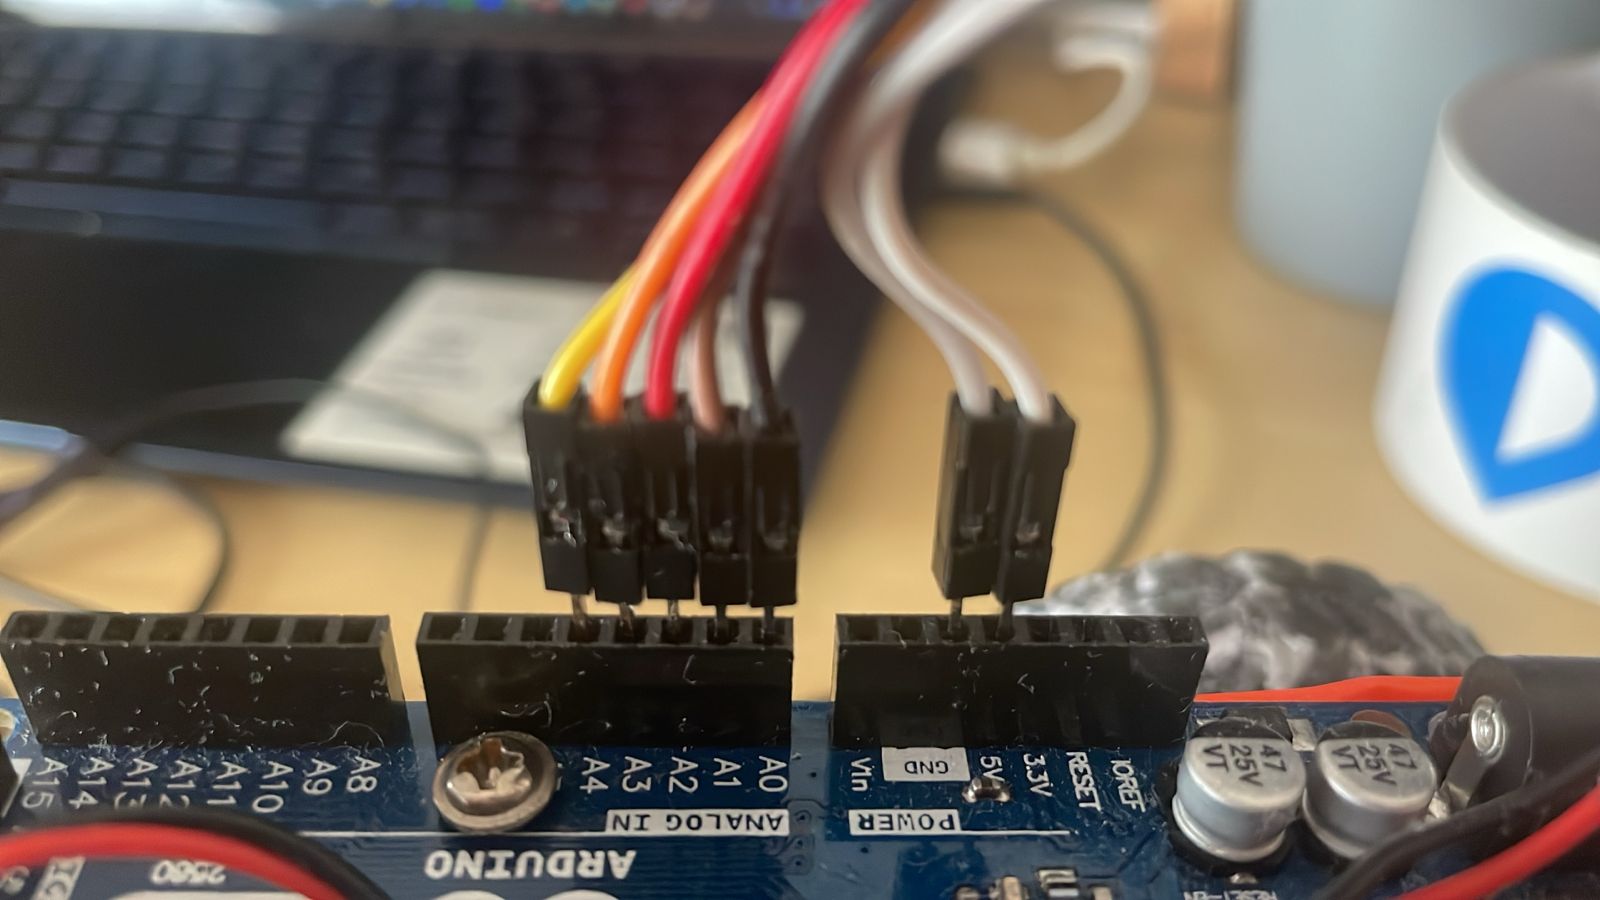 A15
A14
A13
A12
A11
A10
A9
A8
A4
A3
A2
A1
A0
Vin
GND
5V
3.3V
RESET
IOREF
ANALOG IN
POWER
ARDUINO
2560
47
25V
VT
47
25V
VT